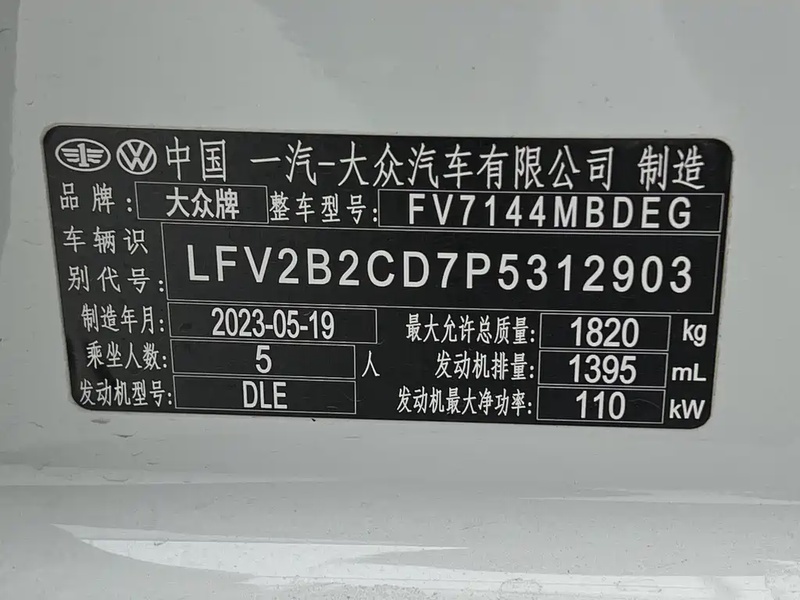 1 VW 中国 一汽-大众汽车有限公司 制造
品牌: 大众牌 整车型号: FV7144MBDEG
车辆识别代号: LFV2B2CD7P5312903
制造年月: 2023-05-19 最大允许总质量: 1820 kg
乘坐人数: 5 人 发动机排量: 1395 mL
发动机型号: DLE 发动机最大净功率: 110 kW